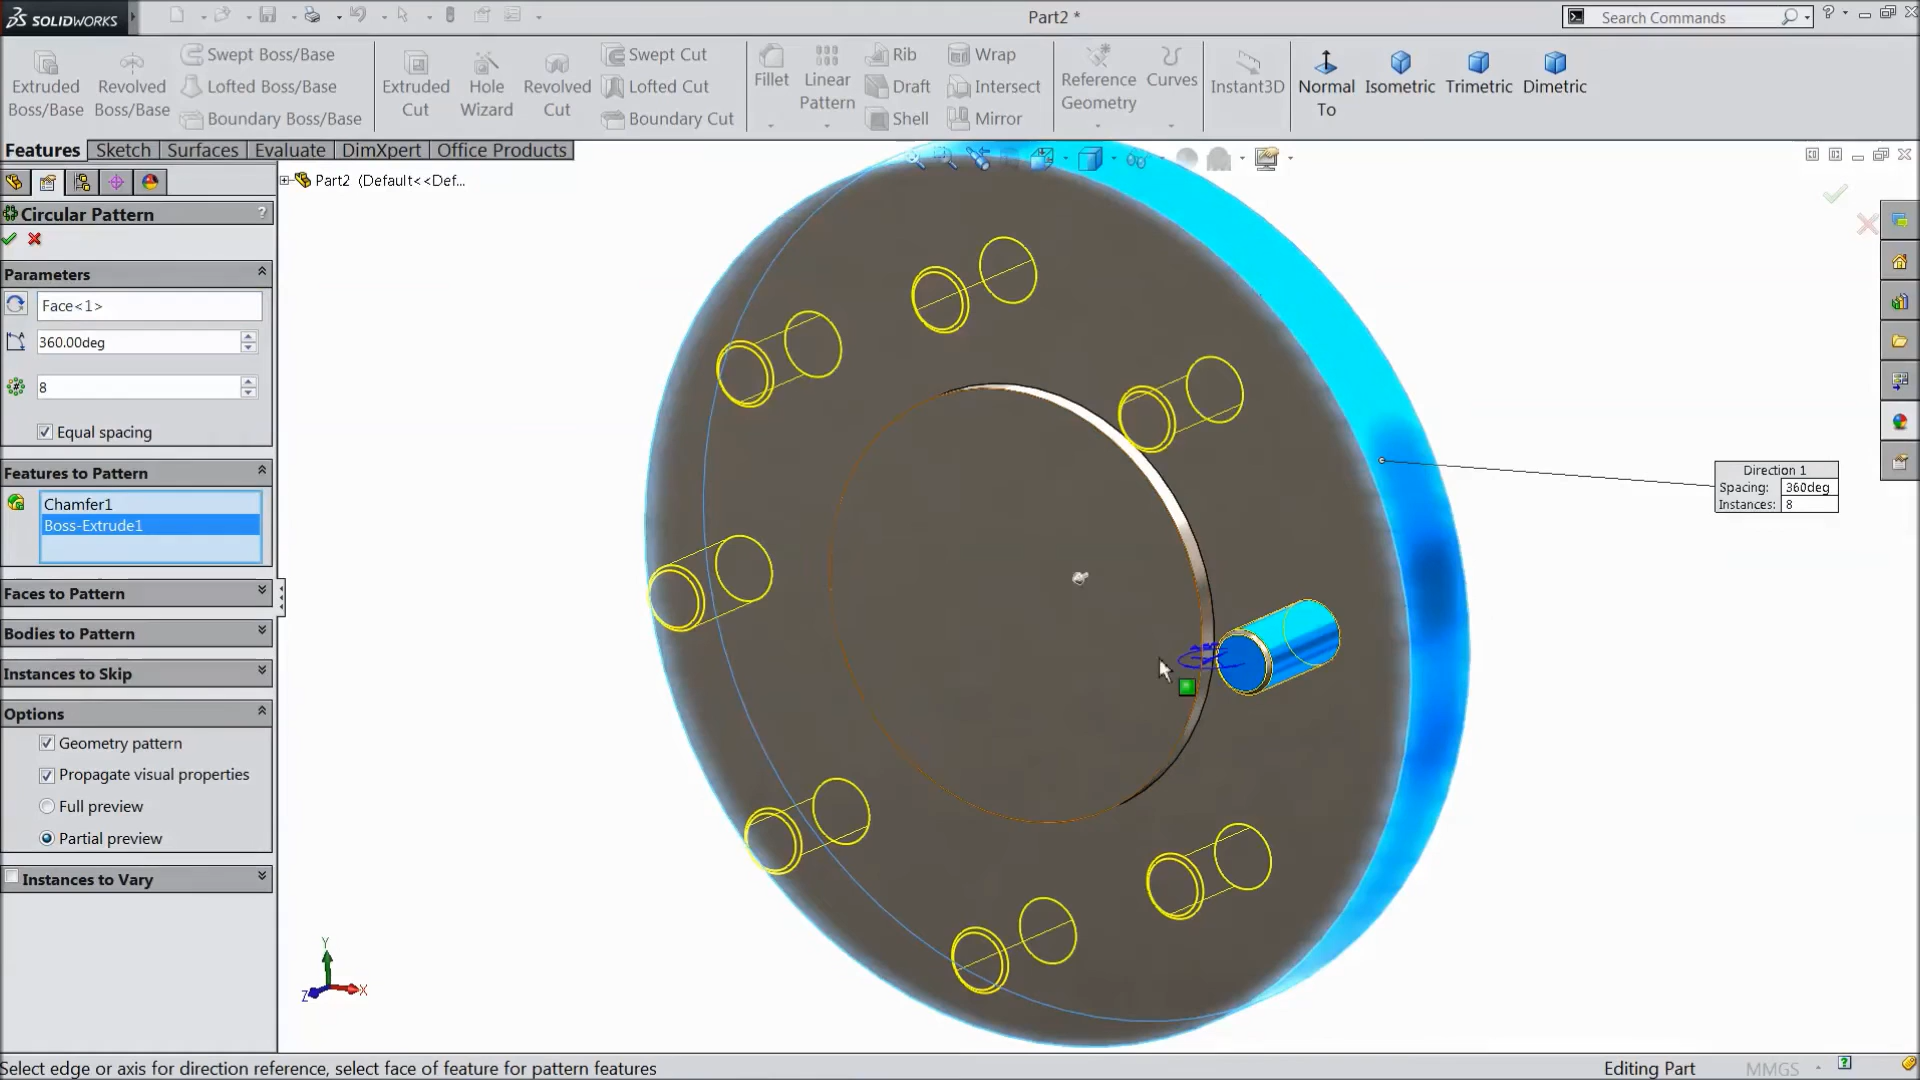 SOLIDWORKS
Part2 *
Search Commands
?
Extruded Boss/Base
Revolved Boss/Base
Swept Boss/Base
Lofted Boss/Base
Boundary Boss/Base
Extruded Cut
Hole Wizard
Revolved Cut
Swept Cut
Lofted Cut
Boundary Cut
Fillet
Linear Pattern
Rib
Draft
Shell
Wrap
Intersect
Mirror
Reference Geometry
Curves
Instant3D
Normal To
Isometric
Trimetric
Dimetric
Features
Sketch
Surfaces
Evaluate
DimXpert
Office Products
Part2 (Default<<Def...
Circular Pattern
?
Parameters
Face<1>
360.00deg
8
Equal spacing
Features to Pattern
Chamfer1
Boss-Extrude1
Faces to Pattern
Bodies to Pattern
Instances to Skip
Options
Geometry pattern
Propagate visual properties
Full preview
Partial preview
Instances to Vary
Direction 1
Spacing: 360deg
Instances: 8
Y
Z
X
Select edge or axis for direction reference, select face of feature for pattern features
Editing Part
MMGS
?